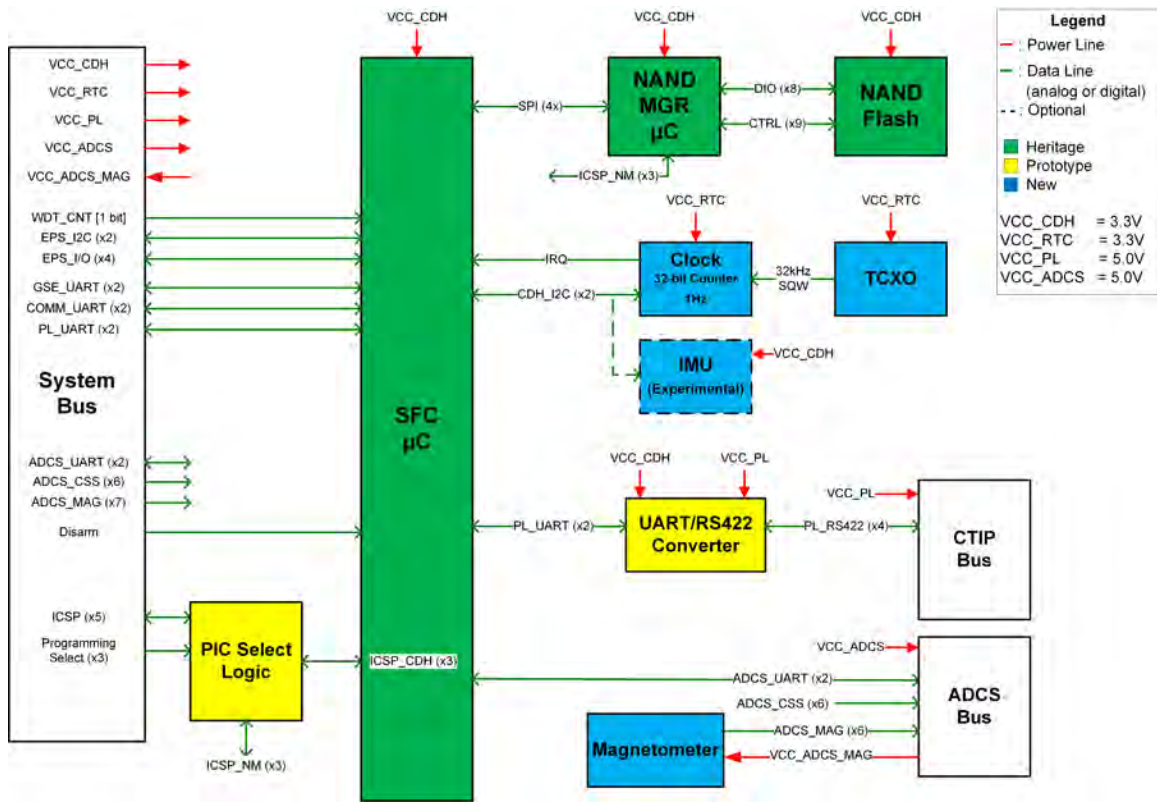 VCC_CDH
VCC_RTC
VCC_PL
VCC_ADCS
VCC_ADCS_MAG
WDT_CNT [1 bit]
EPS_I2C (x2)
EPS_I/O (x4)
GSE_UART (x2)
COMM_UART (x2)
PL_UART (x2)
System
Bus
ADCS_UART (x2)
ADCS_CSS (x6)
ADCS_MAG (x7)
Disarm
ICSP (x5)
Programming
Select (x3)
PIC Select
Logic
ICSP_NM (x3)
VCC_CDH
SFC
µC
ICSP_CDH (x3)
SPI (4x)
VCC_CDH
NAND
MGR
µC
ICSP_NM (x3)
DIO (x8)
CTRL (x9)
VCC_CDH
NAND
Flash
IRQ
CDH_I2C (x2)
VCC_RTC
Clock
32-bit Counter
1Hz
32kHz
SQW
VCC_RTC
TCXO
IMU
(Experimental)
VCC_CDH
PL_UART (x2)
VCC_CDH
VCC_PL
UART/RS422
Converter
VCC_PL
PL_RS422 (x4)
CTIP
Bus
VCC_ADCS
ADCS_UART (x2)
ADCS_CSS (x6)
ADCS_MAG (x6)
VCC_ADCS_MAG
Magnetometer
ADCS
Bus
Legend
: Power Line
: Data Line
(analog or digital)
: Optional
Heritage
Prototype
New
VCC_CDH = 3.3V
VCC_RTC = 3.3V
VCC_PL = 5.0V
VCC_ADCS = 5.0V